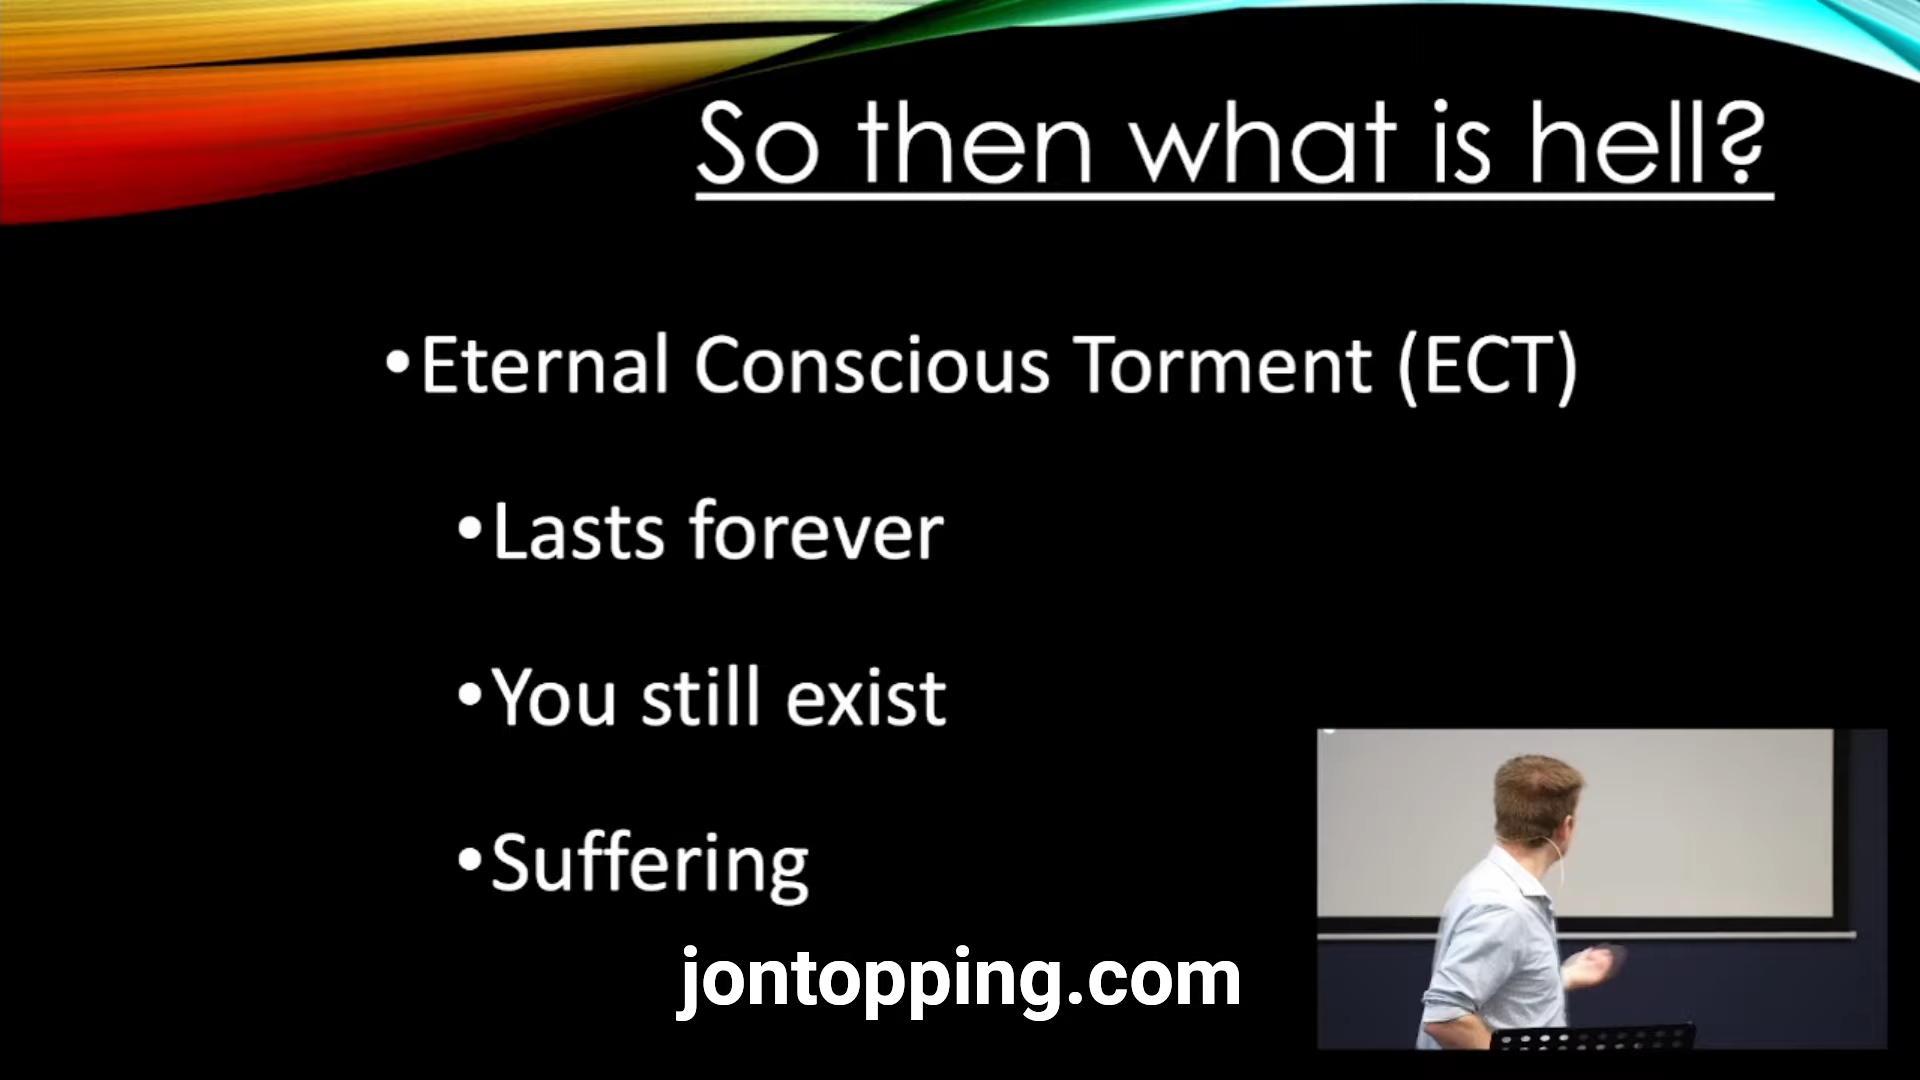 So then what is hell?
•Eternal Conscious Torment (ECT)
•Lasts forever
•You still exist
•Suffering
jontopping.com